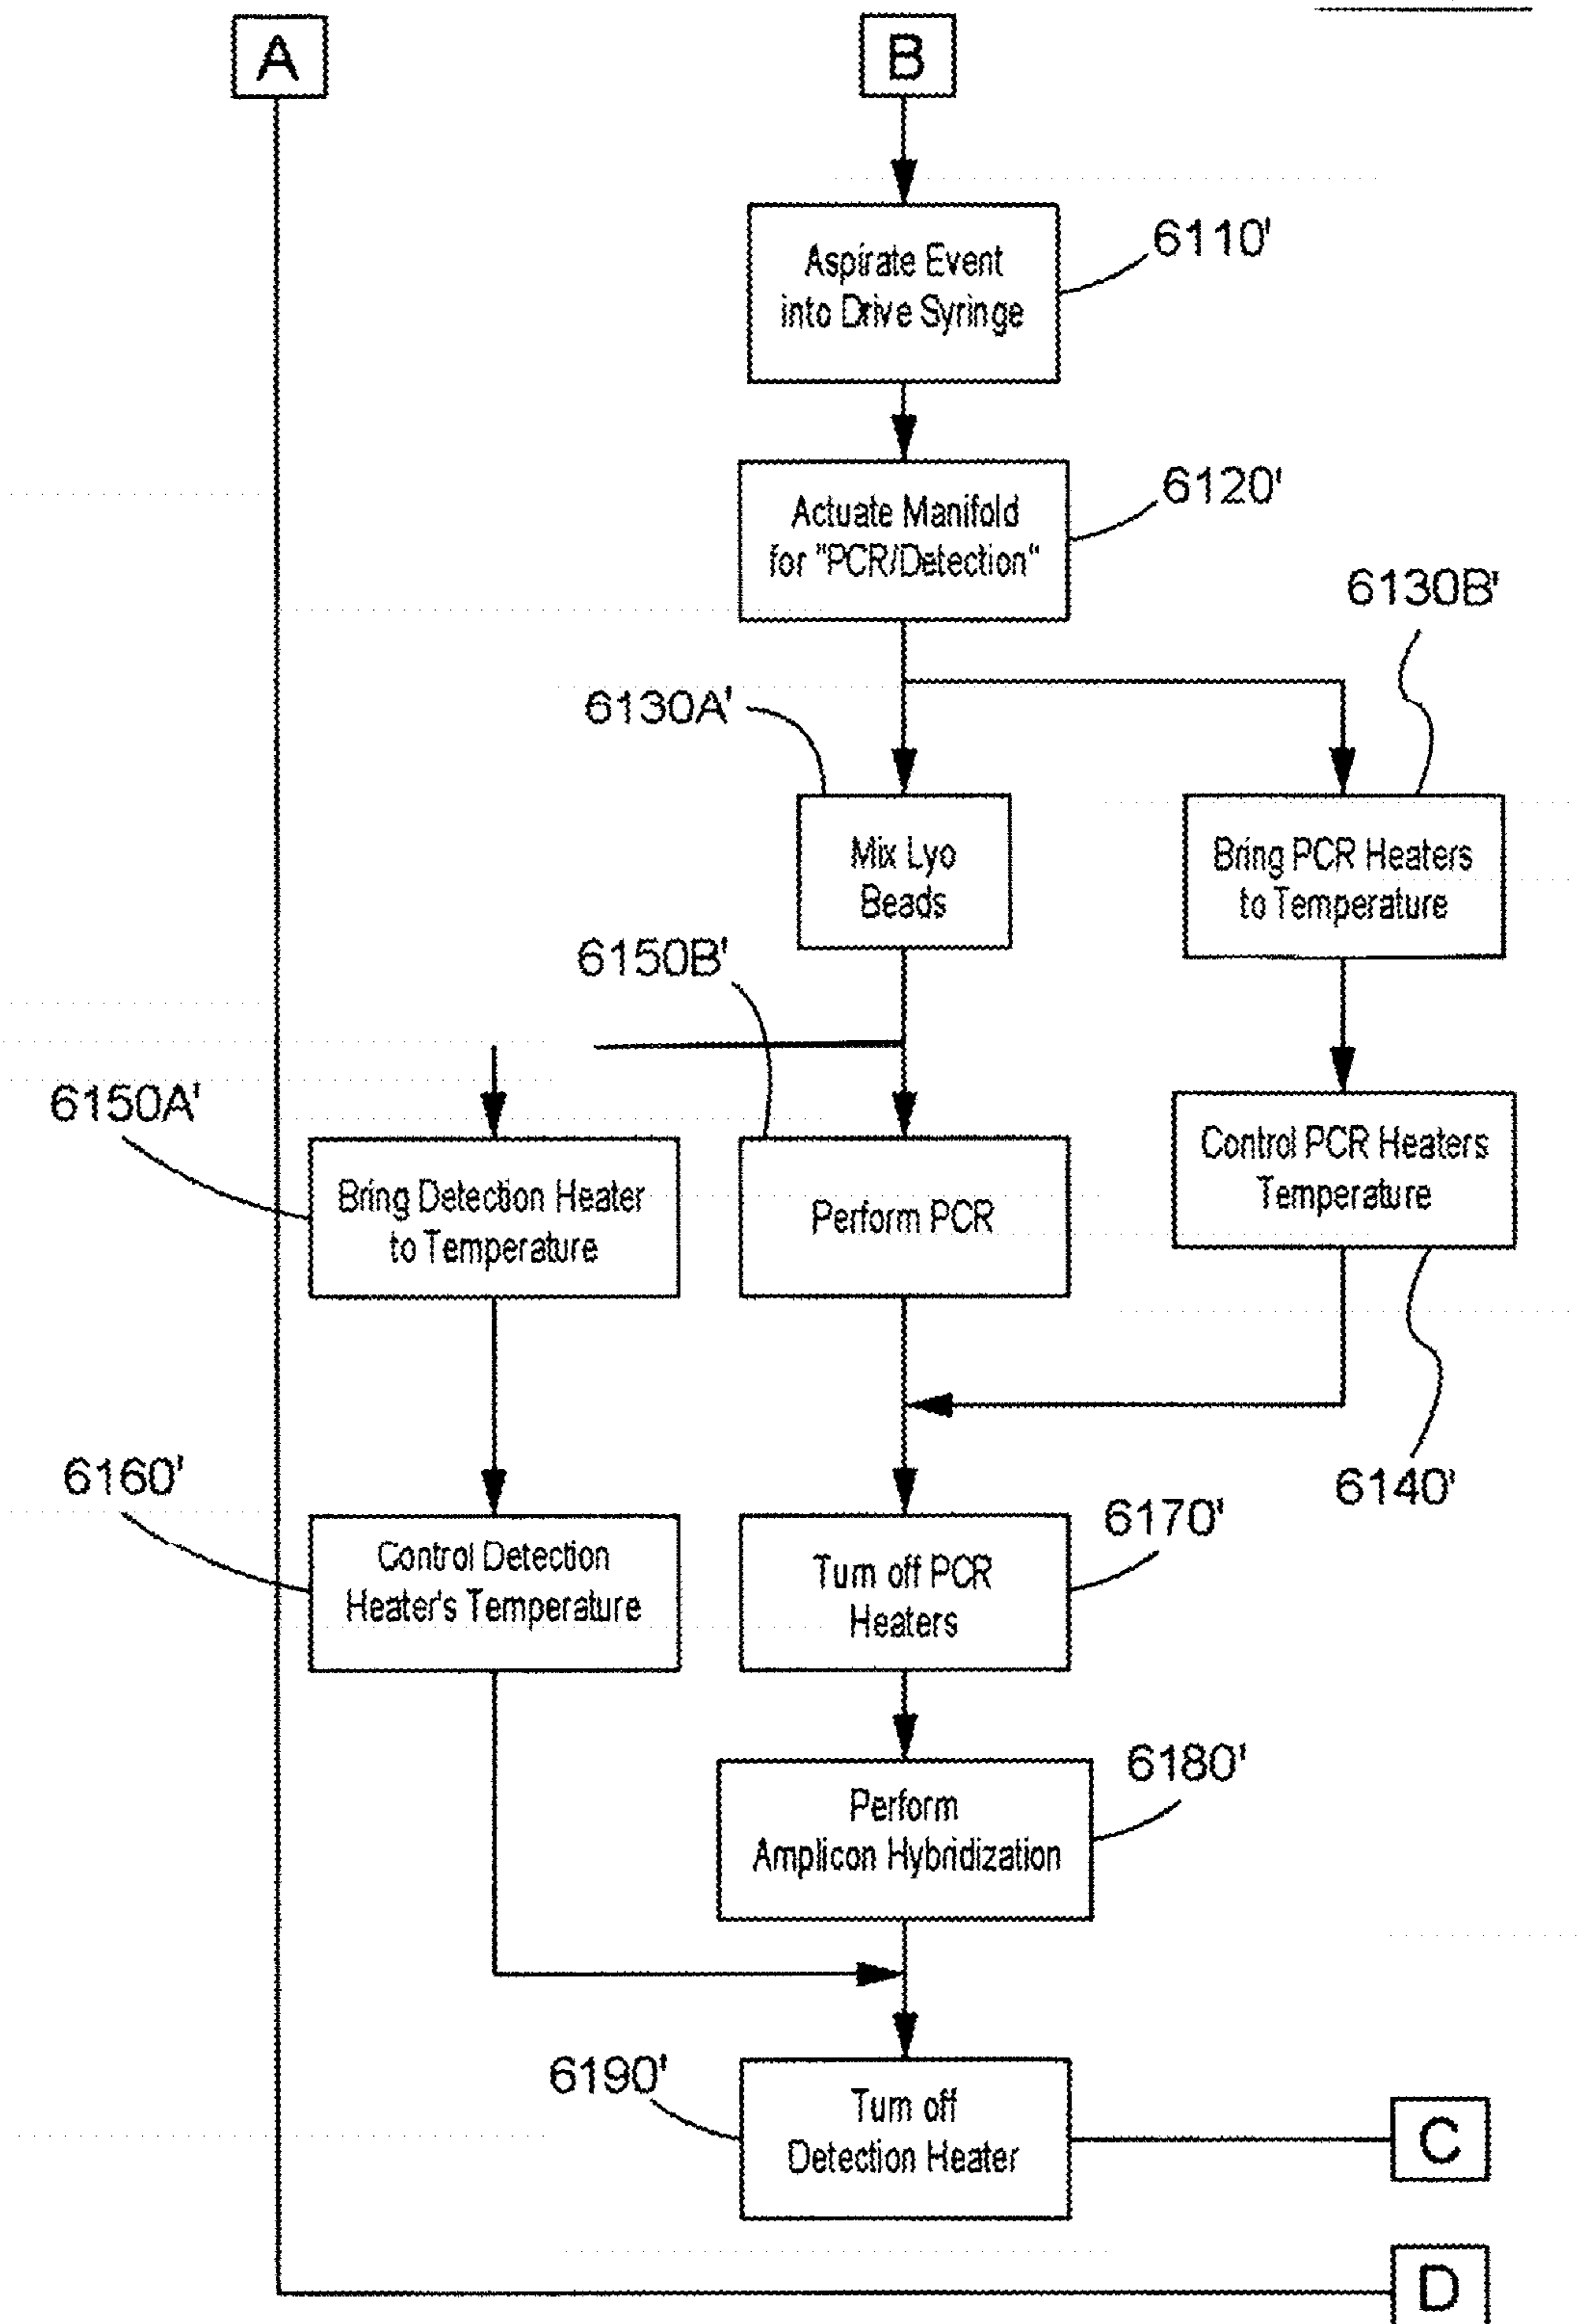 A
B
Aspirate Event
into Drive Syringe
6110'
Actuate Manifold
for "PCR/Detection"
6120'
6130B'
6130A'
Mix Lyo
Beads
Bring PCR Heaters
to Temperature
6150B'
6150A'
Bring Detection Heater
to Temperature
Perform PCR
Control PCR Heaters
Temperature
6140'
6160'
Control Detection
Heater's Temperature
Turn off PCR
Heaters
6170'
Perform
Amplicon Hybridization
6180'
6190'
Turn off
Detection Heater
C
D